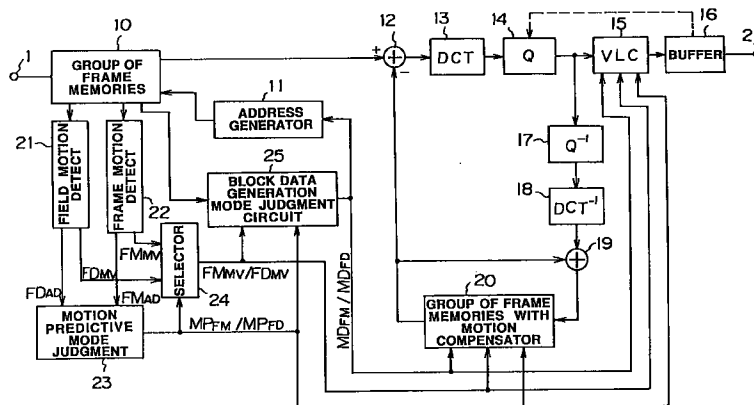 10
12
13
14
15
16
1
GROUP OF
FRAME
MEMORIES
+
−
DCT
Q
VLC
BUFFER
2
11
ADDRESS
GENERATOR
21
FIELD MOTION
DETECT
FRAME MOTION
DETECT
22
25
BLOCK DATA
GENERATION
MODE JUDGMENT
CIRCUIT
17
Q⁻¹
18
DCT⁻¹
19
FMMV
FDMV
SELECTOR
24
FMMV/FDMV
FDAD
FMAD
MOTION
PREDICTIVE
MODE
JUDGMENT
23
MPFM/MPFD
MDFM/MDFD
20
GROUP OF FRAME
MEMORIES WITH
MOTION
COMPENSATOR